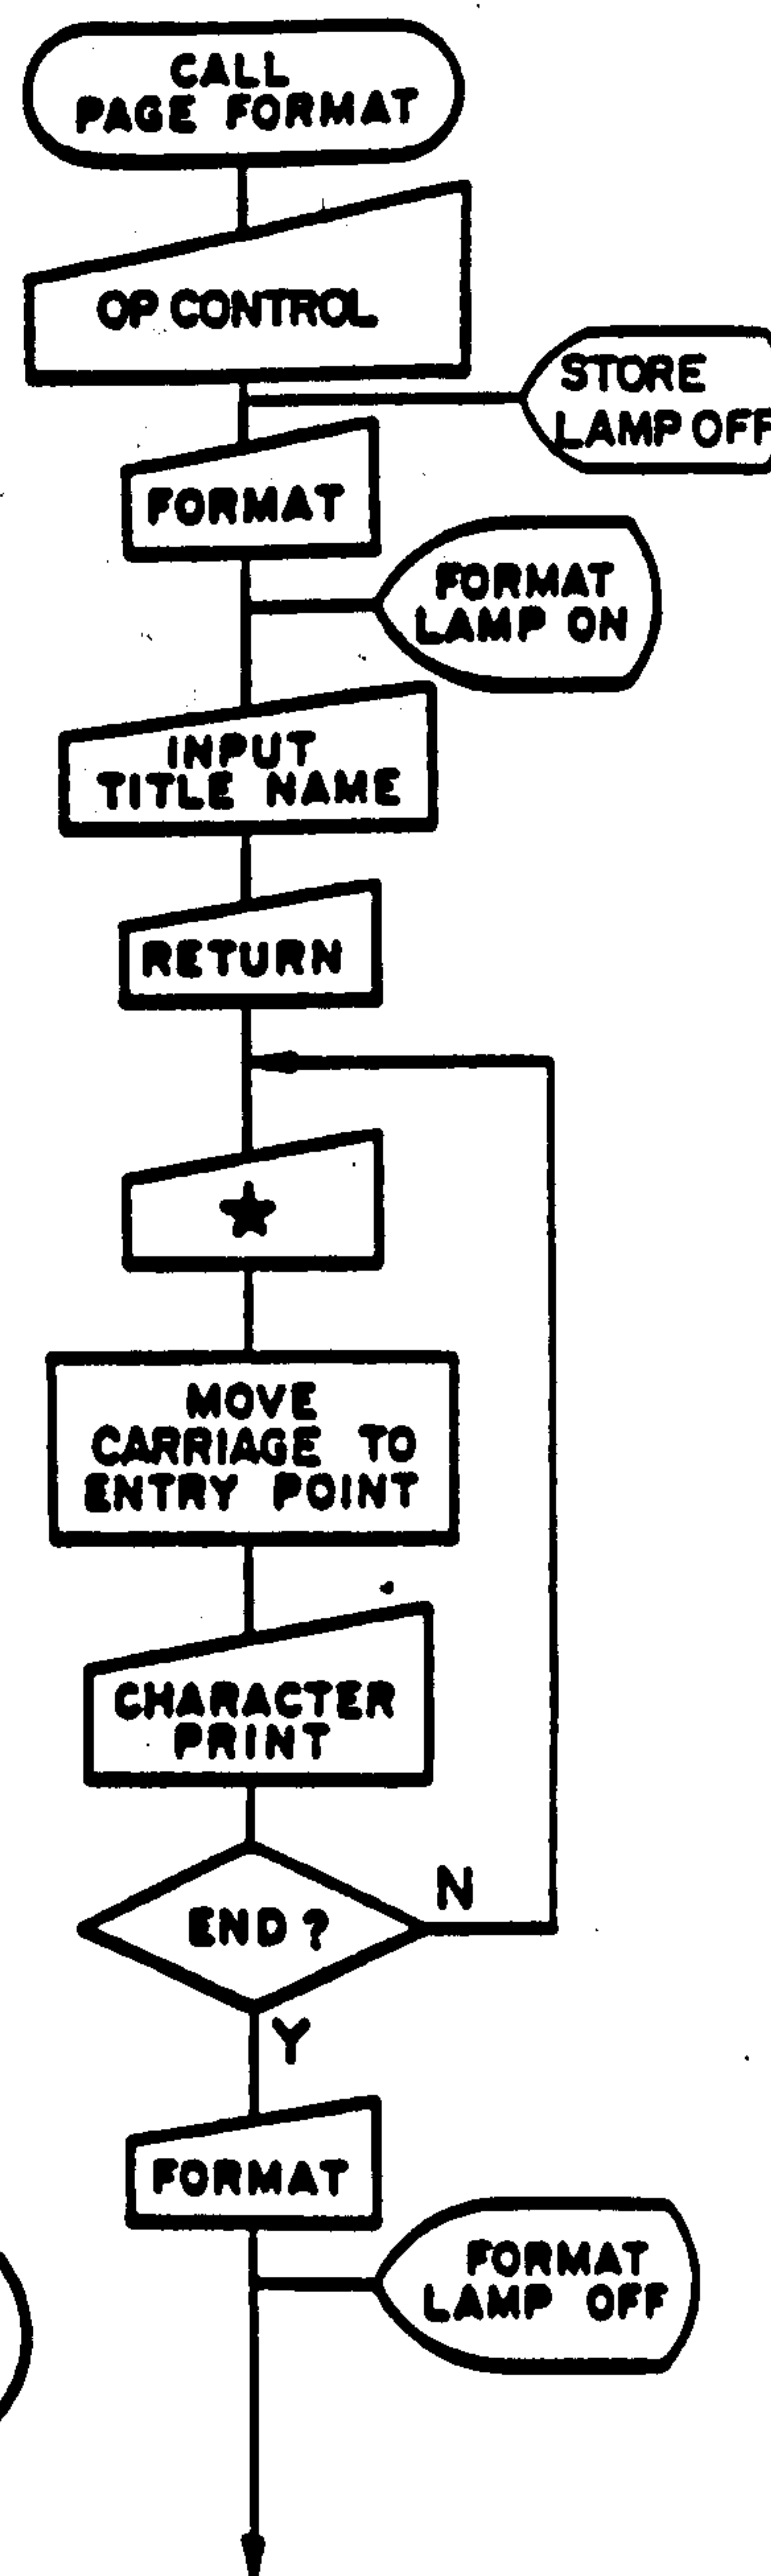 CALL
PAGE FORMAT
OP CONTROL
STORE
LAMP OFF
FORMAT
FORMAT
LAMP ON
INPUT
TITLE NAME
RETURN
★
MOVE
CARRIAGE TO
ENTRY POINT
CHARACTER
PRINT
END?
N
Y
FORMAT
FORMAT
LAMP OFF